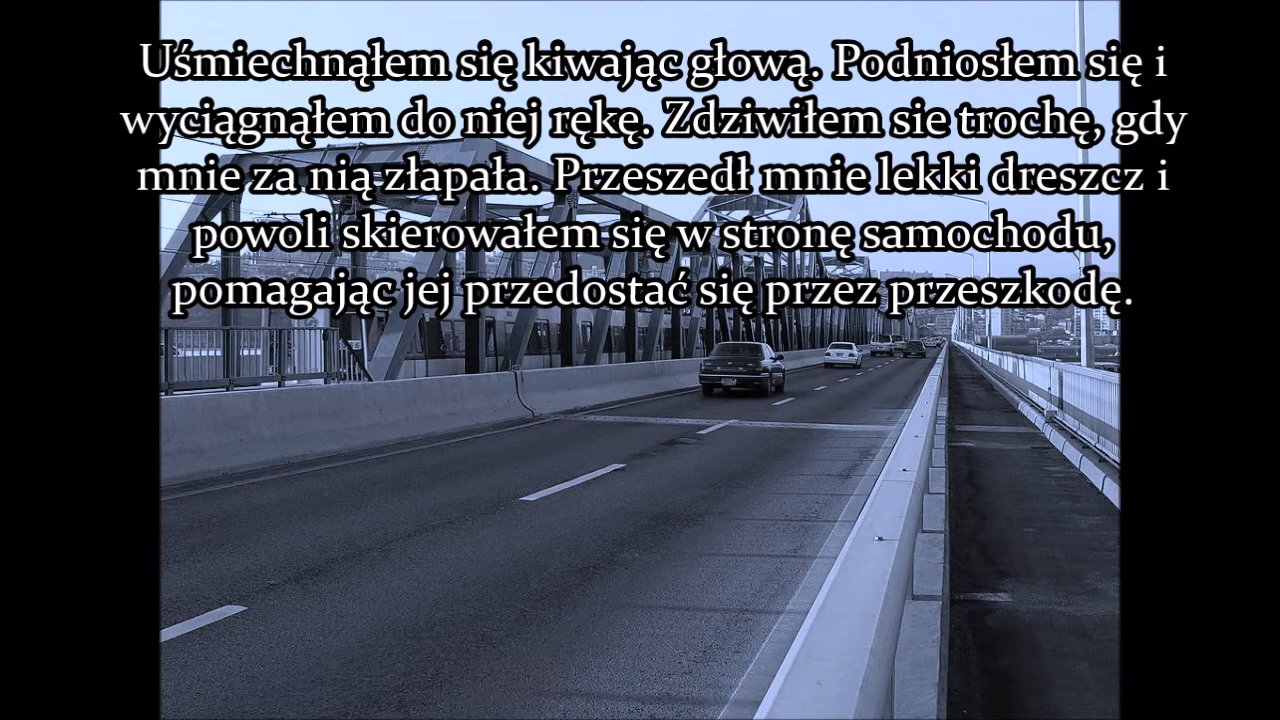 Uśmiechnąłem się kiwając głową. Podniosłem się i
wyciągnąłem do niej rękę. Zdziwiłem sie trochę, gdy
mnie za nią złapała. Przeszedł mnie lekki dreszcz i
powoli skierowałem się w stronę samochodu,
pomagając jej przedostać się przez przeszkodę.